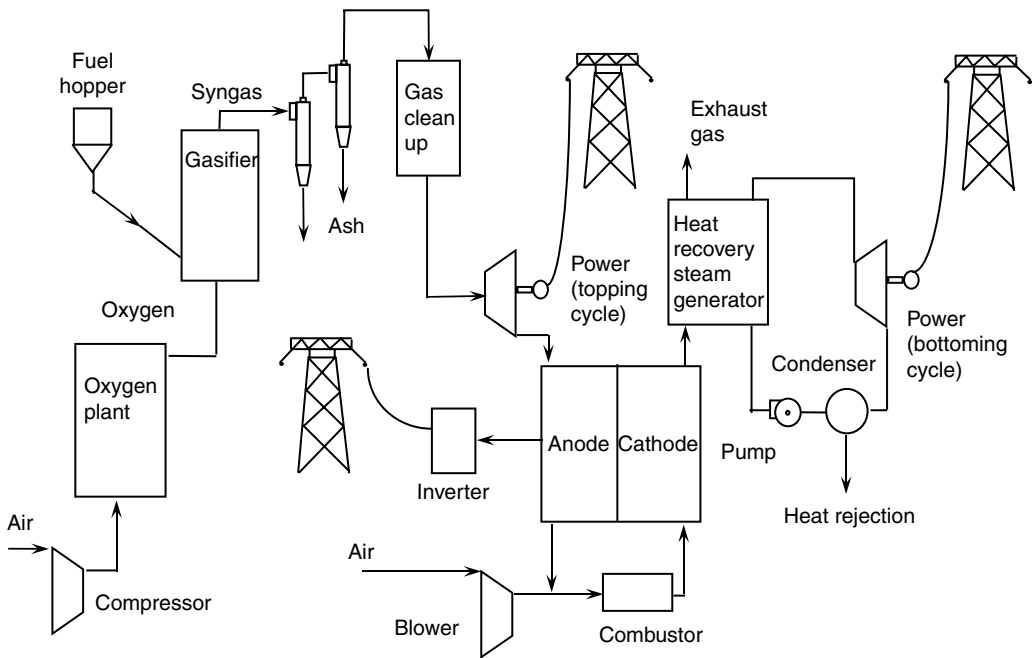 Fuel
hopper
Syngas
Gasifier
Gas
clean
up
Ash
Oxygen
Oxygen
plant
Air
Compressor
Power
(topping
cycle)
Exhaust
gas
Heat
recovery
steam
generator
Power
(bottoming
cycle)
Condenser
Pump
Heat rejection
Anode
Cathode
Inverter
Air
Blower
Combustor